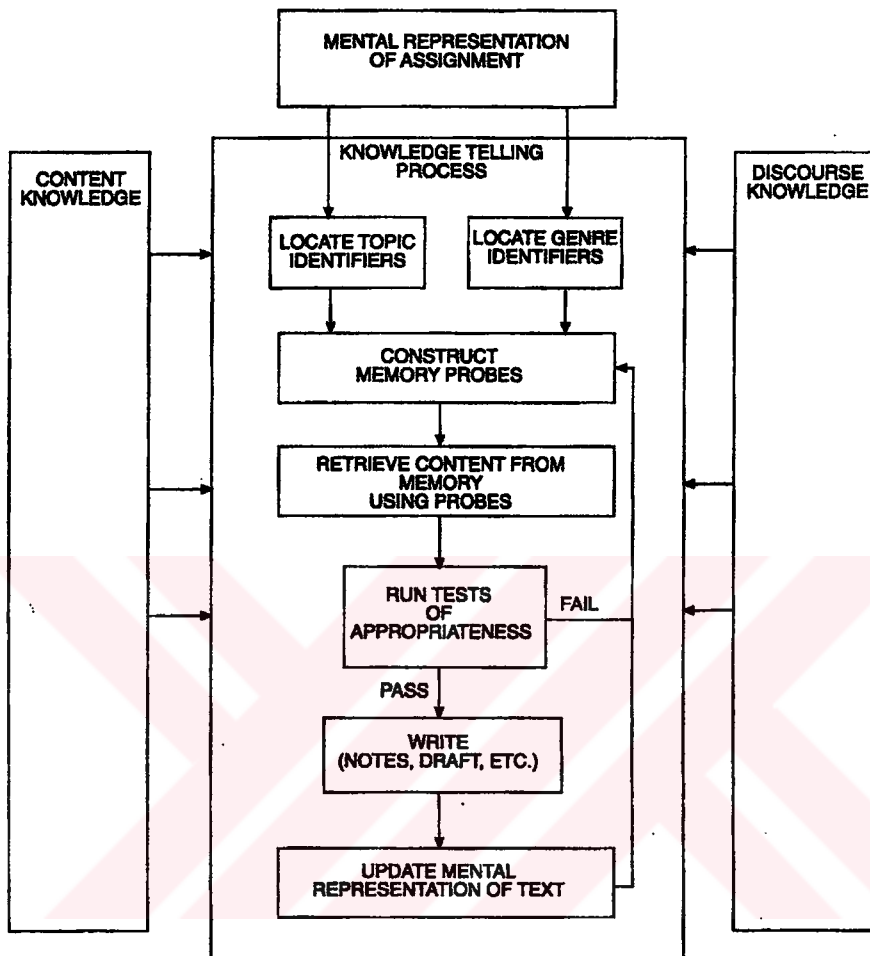 MENTAL REPRESENTATION
OF ASSIGNMENT
KNOWLEDGE TELLING
PROCESS
CONTENT
KNOWLEDGE
DISCOURSE
KNOWLEDGE
LOCATE TOPIC
IDENTIFIERS
LOCATE GENRE
IDENTIFIERS
CONSTRUCT
MEMORY PROBES
RETRIEVE CONTENT FROM
MEMORY
USING PROBES
RUN TESTS
OF
APPROPRIATENESS
FAIL
PASS
WRITE
(NOTES, DRAFT, ETC.)
UPDATE MENTAL
REPRESENTATION OF TEXT